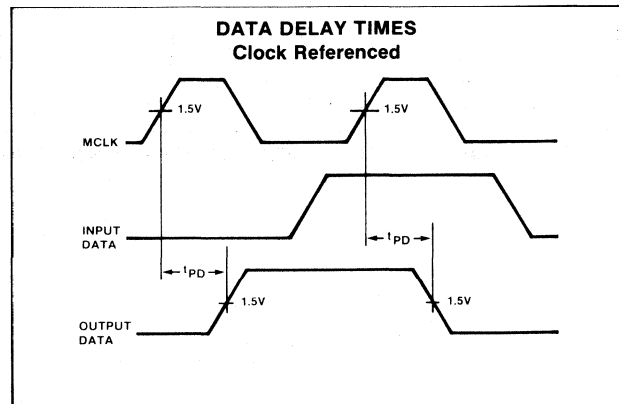 DATA DELAY TIMES
Clock Referenced
1.5V
1.5V
MCLK
INPUT
DATA
tPD
tPD
1.5V
1.5V
OUTPUT
DATA